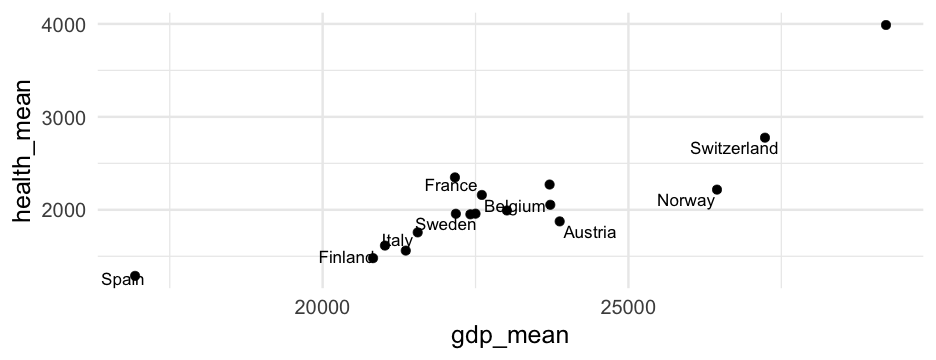 4000
3000
2000
health_mean
Switzerland
France
Norway
Belgium
Sweden
Austria
Italy
Finland
Spain
20000
25000
gdp_mean